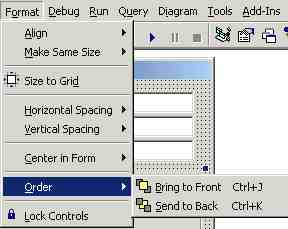 Format Debug Run Query Diagram Tools Add-Ins
Align
Make Same Size
Size to Grid
Horizontal Spacing
Vertical Spacing
Center in Form
Order
Bring to Front Ctrl+J
Send to Back Ctrl+K
Lock Controls